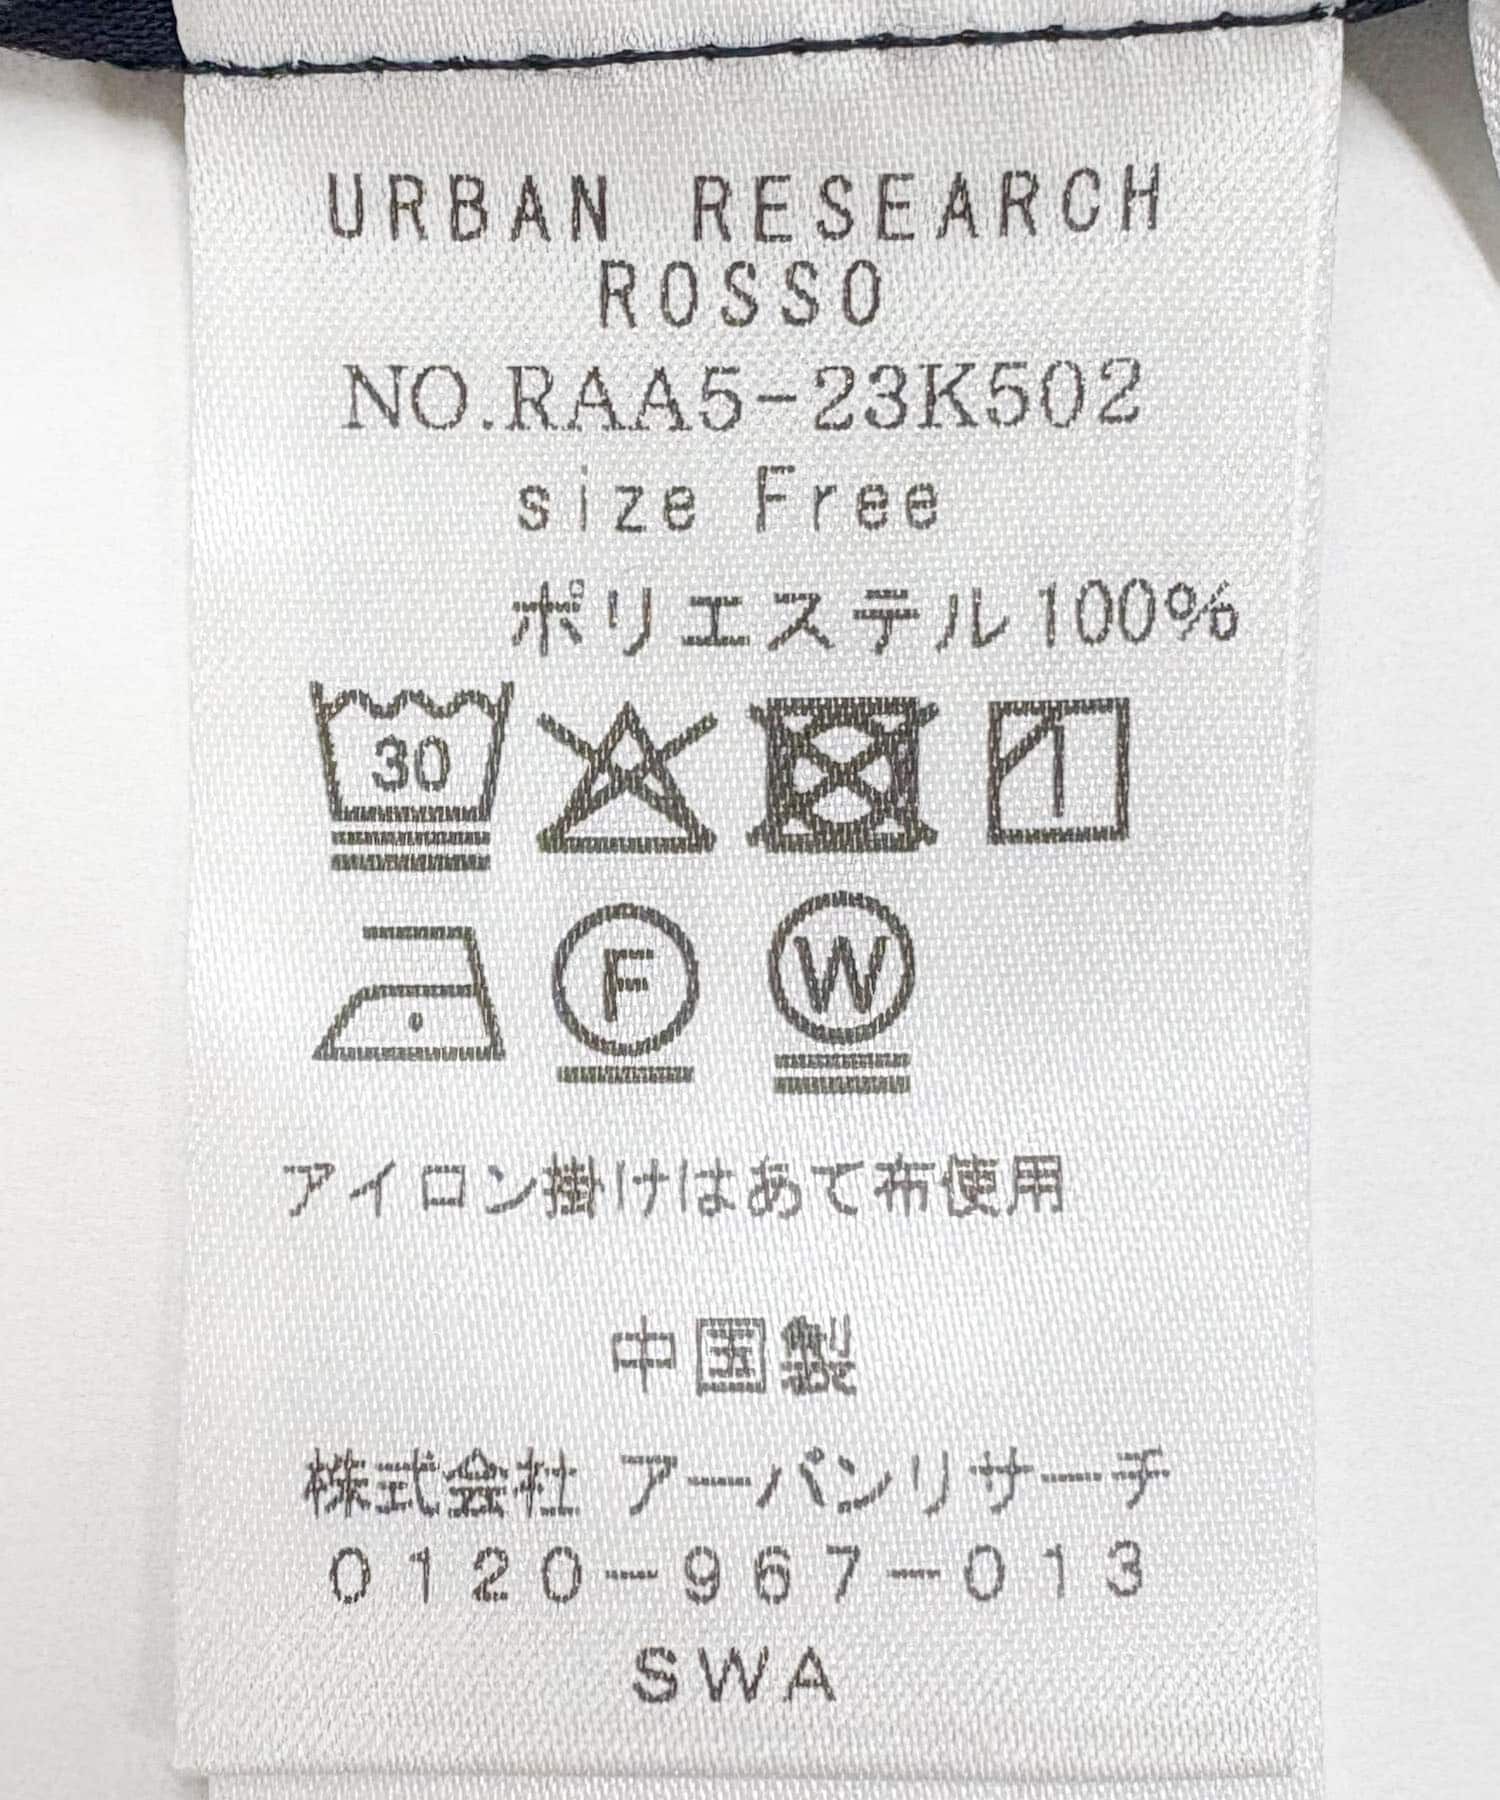 URBAN RESEARCH
ROSSO
NO.RAA5-23K502
size Free
ポリエステル100%
30
F W
アイロン掛けはあて布使用
中国製
株式会社 アーバンリサーチ
0120-967-013
SWA